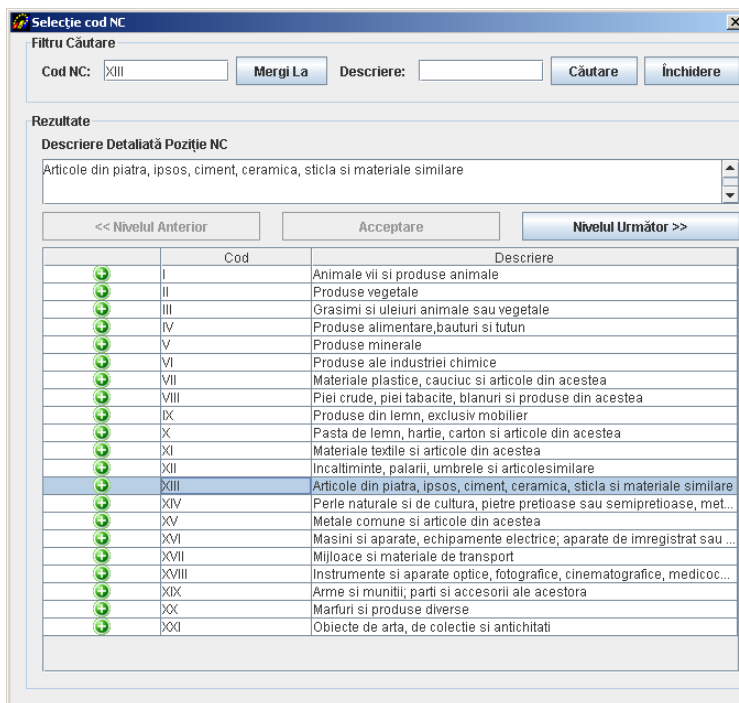 Selecție cod NC
Filtru Căutare
Cod NC: XIII Mergi La Descriere: Căutare Închidere
Rezultate
Descriere Detaliată Poziție NC
Articole din piatra, ipsos, ciment, ceramica, sticla si materiale similare
<< Nivelul Anterior Acceptare Nivelul Următor >>
Cod Descriere
I Animale vii si produse animale
II Produse vegetale
III Grasimi si uleiuri animale sau vegetale
IV Produse alimentare,bauturi si tutun
V Produse minerale
VI Produse ale industriei chimice
VII Materiale plastice, cauciuc si articole din acestea
VIII Piei crude, piei tabacite, blanuri si produse din acestea
IX Produse din lemn, exclusiv mobilier
X Pasta de lemn, hartie, carton si articole din acestea
XI Materiale textile si articole din acestea
XII Incaltiminte, palarii, umbrele si articolesimilare
XIII Articole din piatra, ipsos, ciment, ceramica, sticla si materiale similare
XIV Perle naturale si de cultura, pietre pretioase sau semipretioase, met...
XV Metale comune si articole din acestea
XVI Masini si aparate, echipamente electrice; aparate de imregistrat sau ...
XVII Mijloace si materiale de transport
XVIII Instrumente si aparate optice, fotografice, cinematografice, medicoc...
XIX Arme si munitii; parti si accesorii ale acestora
XX Marfuri si produse diverse
XXI Obiecte de arta, de colectie si antichitati